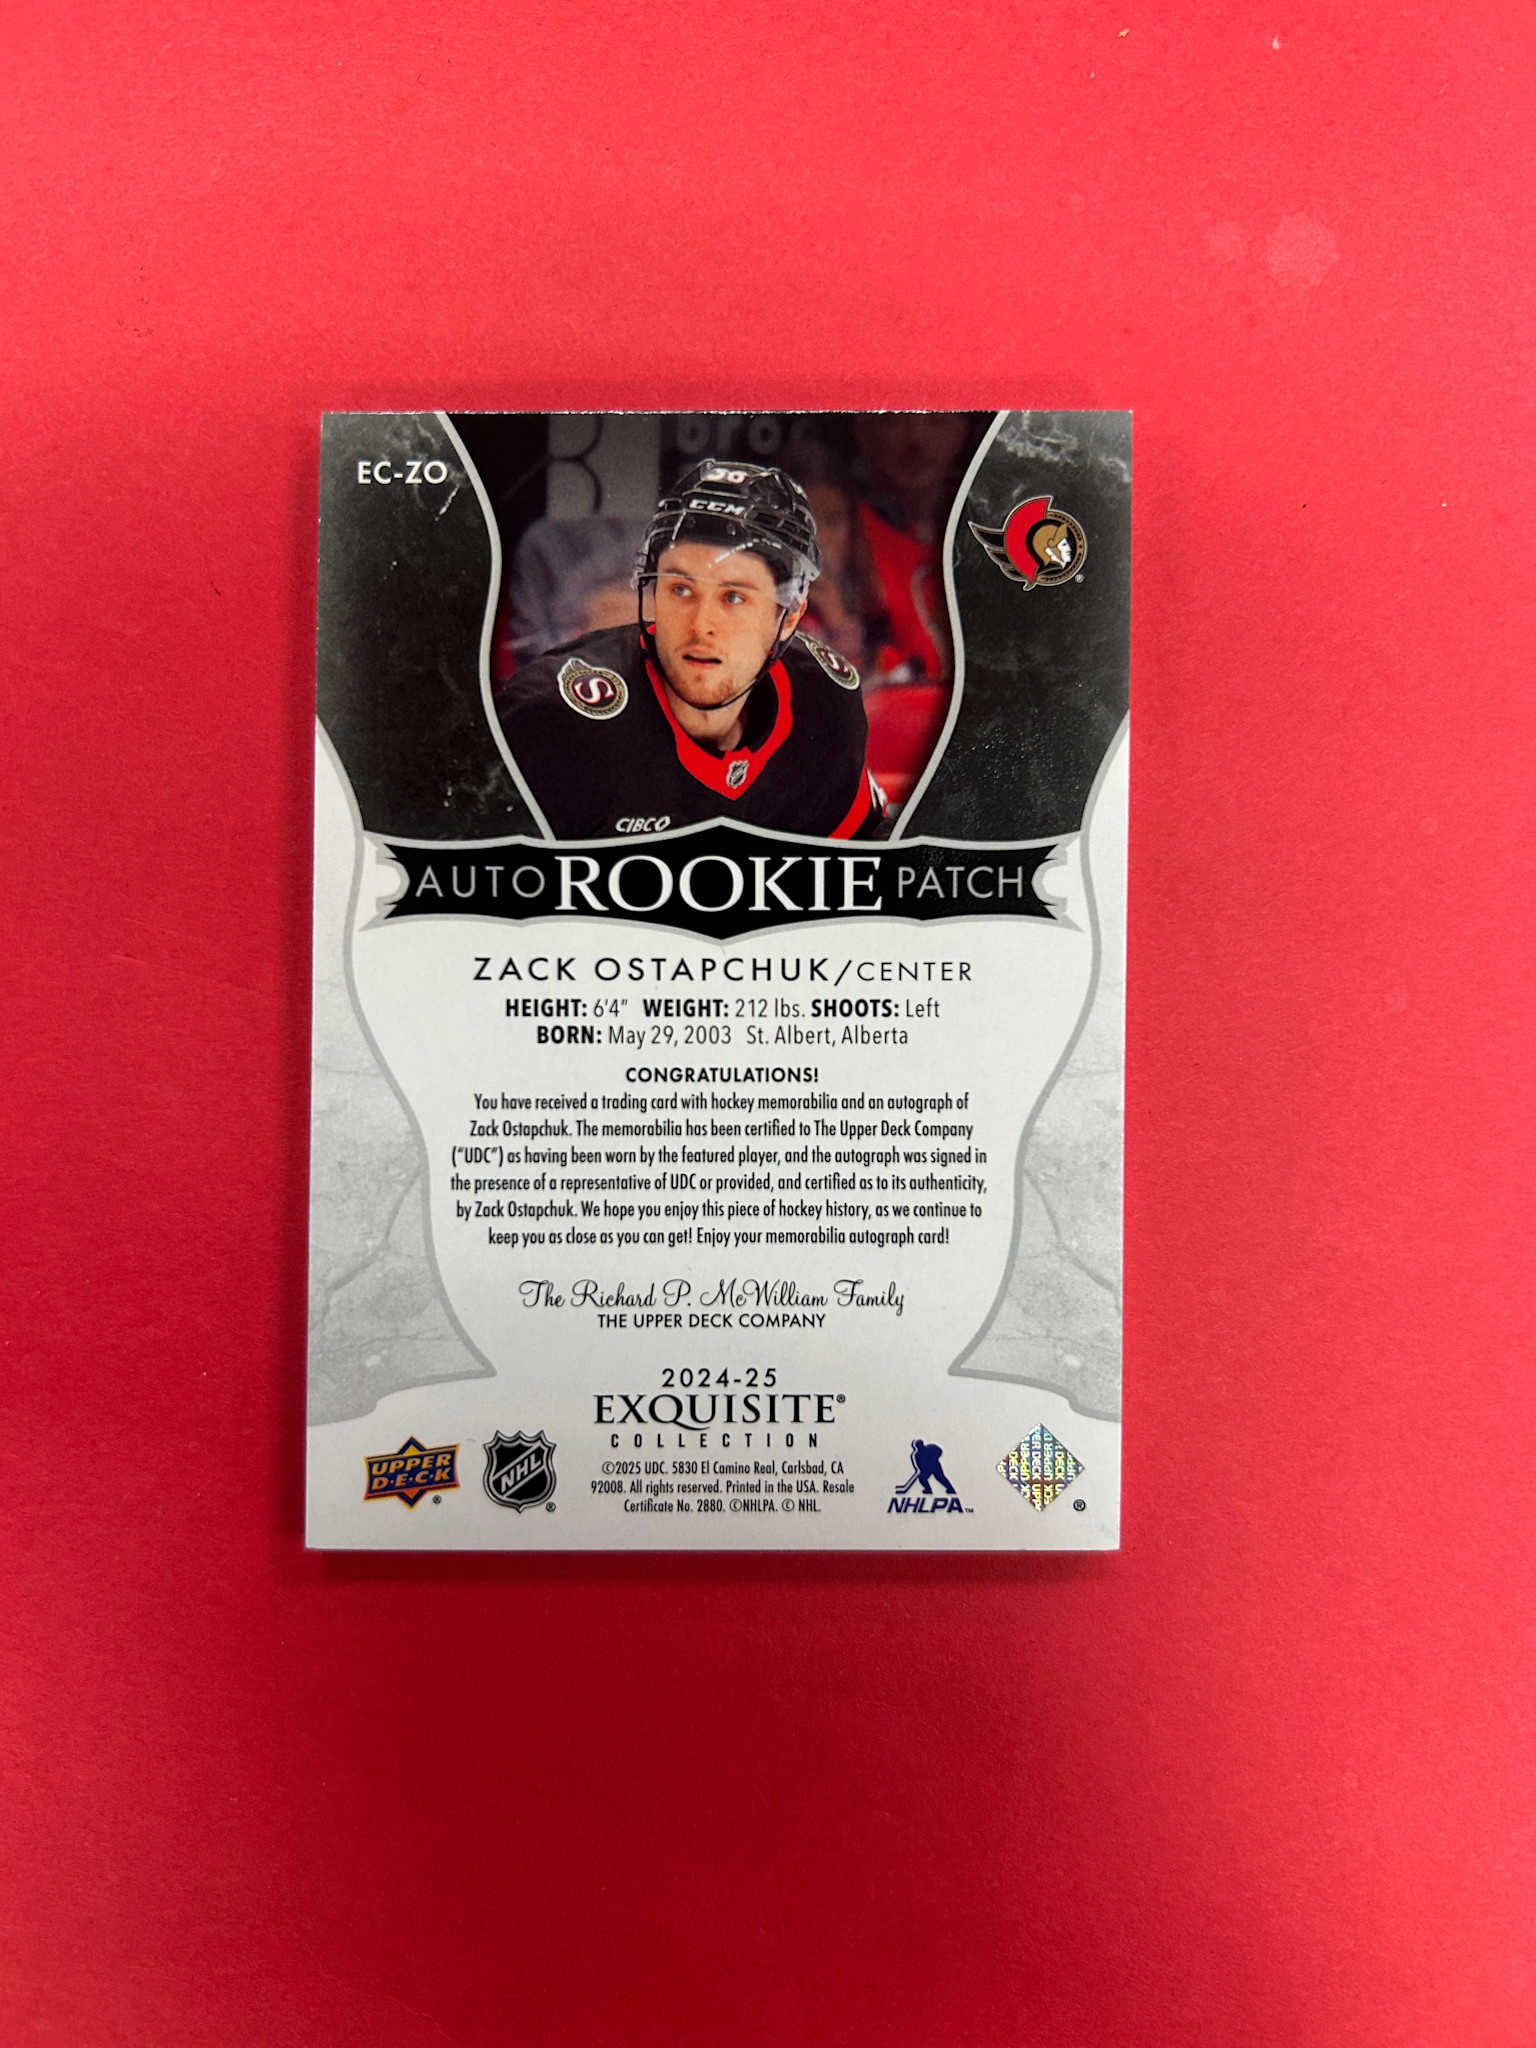 EC-ZO
CCM
S
S
CIBCO
AUTO ROOKIE PATCH
ZACK OSTAPCHUK/CENTER
HEIGHT: 6'4" WEIGHT: 212 lbs. SHOOTS: Left
BORN: May 29, 2003 St. Albert, Alberta
CONGRATULATIONS!
You have received a trading card with hockey memorabilia and an autograph of
Zack Ostapchuk. The memorabilia has been certified to The Upper Deck Company
("UDC") as having been worn by the featured player, and the autograph was signed in
the presence of a representative of UDC or provided, and certified as to its authenticity,
by Zack Ostapchuk. We hope you enjoy this piece of hockey history, as we continue to
keep you as close as you can get! Enjoy your memorabilia autograph card!
The Richard P. McWilliam Family
THE UPPER DECK COMPANY
2024-25
EXQUISITE®
COLLECTION
UPPER
D·E·C·K®
NHL®
©2025 UDC. 5830 El Camino Real, Carlsbad, CA
92008. All rights reserved. Printed in the USA. Resale
Certificate No. 2880. ©NHLPA. © NHL.
NHLPA™
UPPER DECK
®